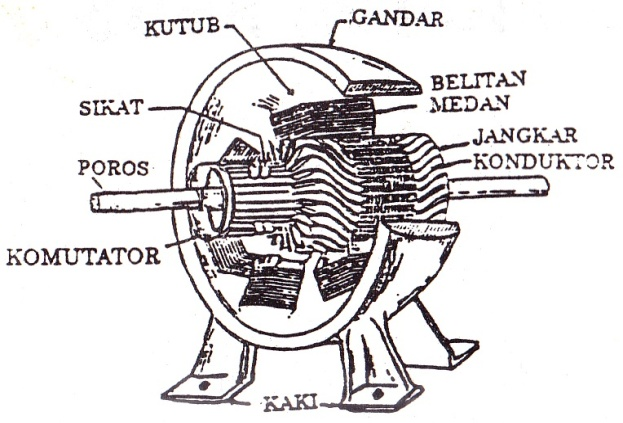 KUTUB
GANDAR
SIKAT
BELITAN
MEDAN
JANGKAR
KONDUKTOR
POROS
KOMUTATOR
KAKI